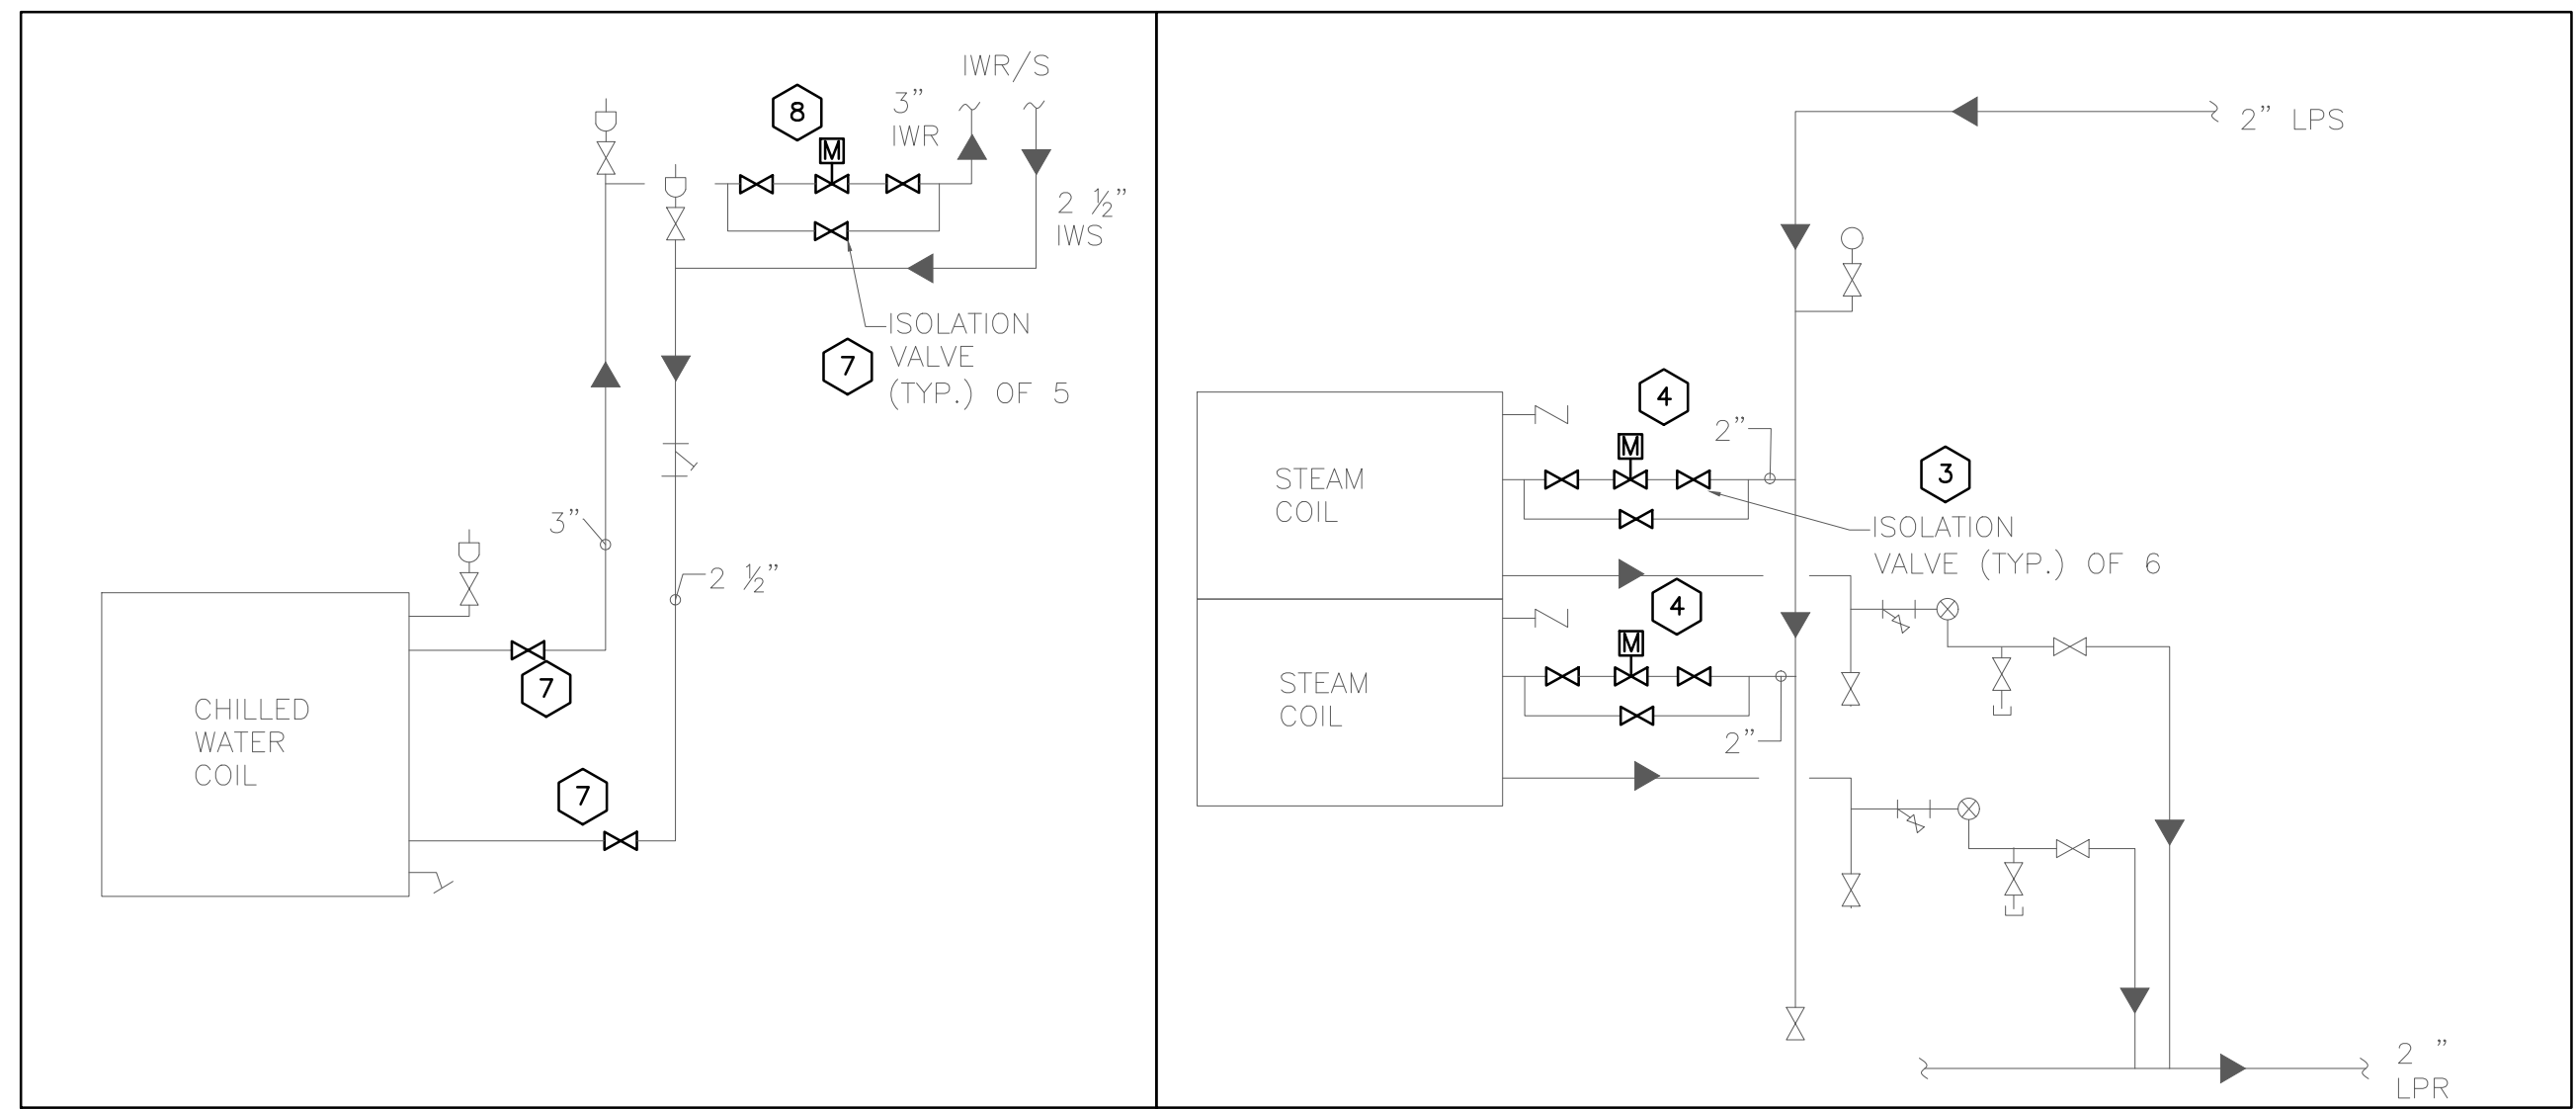 IWR/S
8
3"
IWR
M
2 ½"
IWS
ISOLATION
VALVE
(TYP.) OF 5
7
3"
2 ½"
7
CHILLED
WATER
COIL
7
2" LPS
4
2"
M
3
STEAM
COIL
ISOLATION
VALVE (TYP.) OF 6
4
M
STEAM
COIL
2"
2 "
LPR